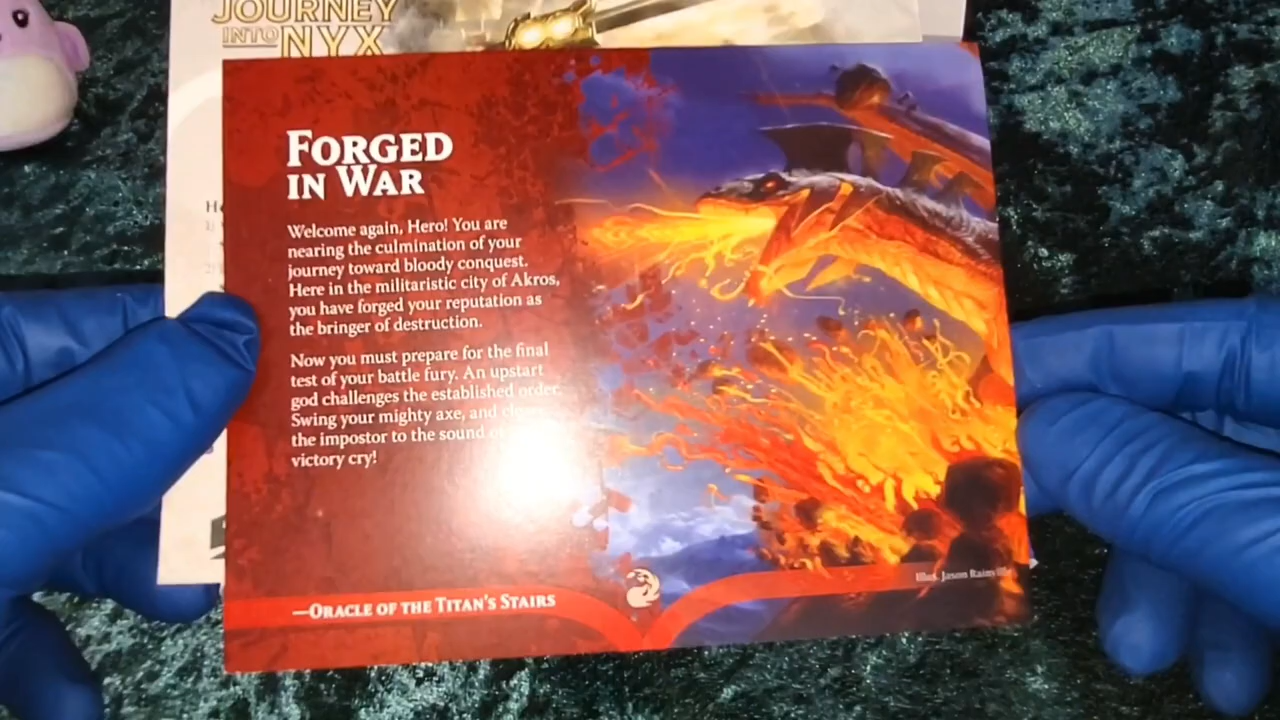 JOURNEY
INTO NYX
FORGED
IN WAR
Welcome again, Hero! You are
nearing the culmination of your
journey toward bloody conquest.
Here in the militaristic city of Akros,
you have forged your reputation as
the bringer of destruction.
Now you must prepare for the final
test of your battle fury. An upstart
god challenges the established order.
Swing your mighty axe, and
the impostor to the sound
victory cry!
—ORACLE OF THE TITAN'S STAIRS
Illus. Jason